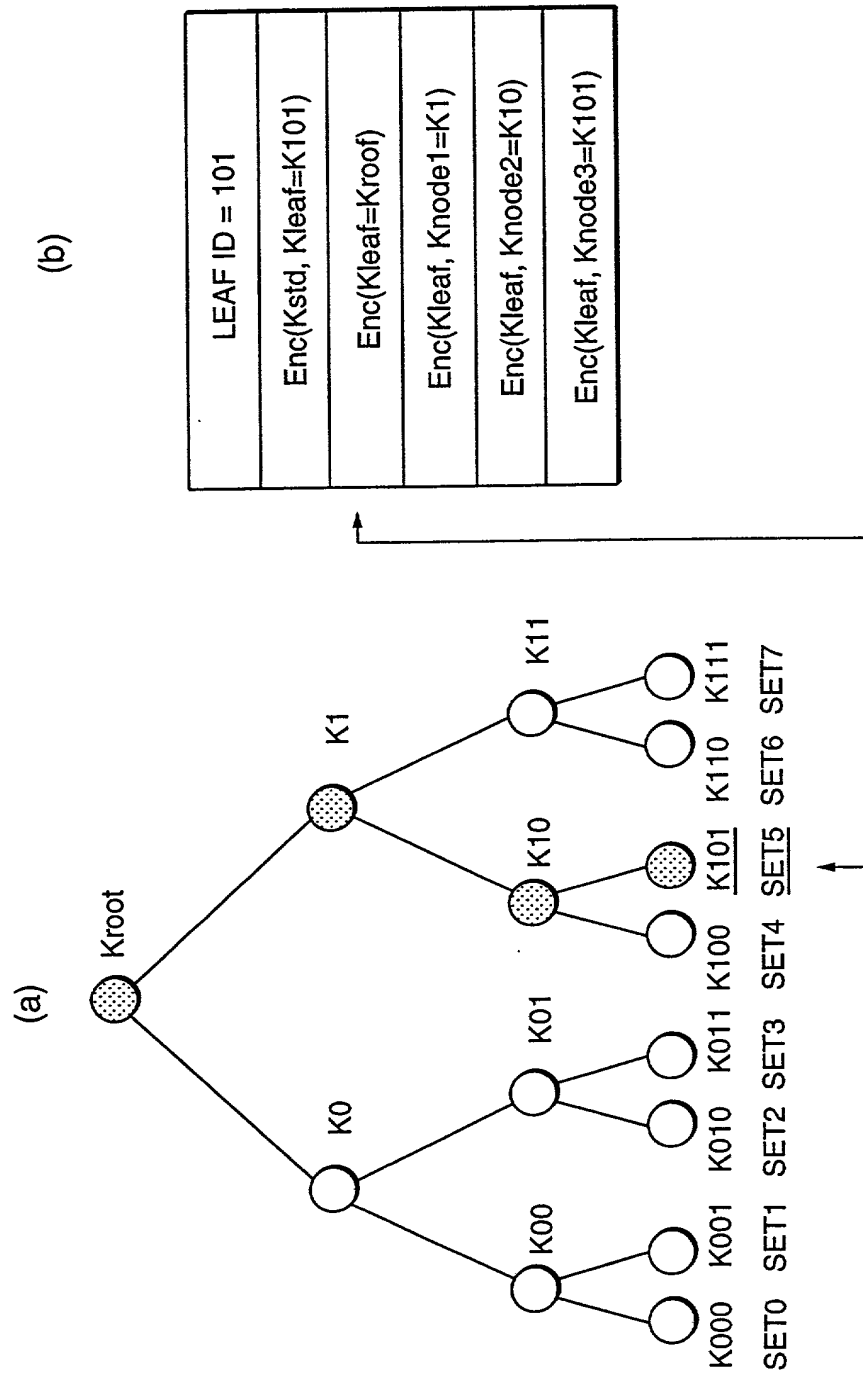 (a)
Kroot
K0
K1
K00
K01
K10
K11
K000 K001 K010 K011 K100 K101 K110 K111
SET0 SET1 SET2 SET3 SET4 SET5 SET6 SET7
(b)
LEAF ID = 101
Enc(Kstd, Kleaf=K101)
Enc(Kleaf=Kroof)
Enc(Kleaf, Knode1=K1)
Enc(Kleaf, Knode2=K10)
Enc(Kleaf, Knode3=K101)